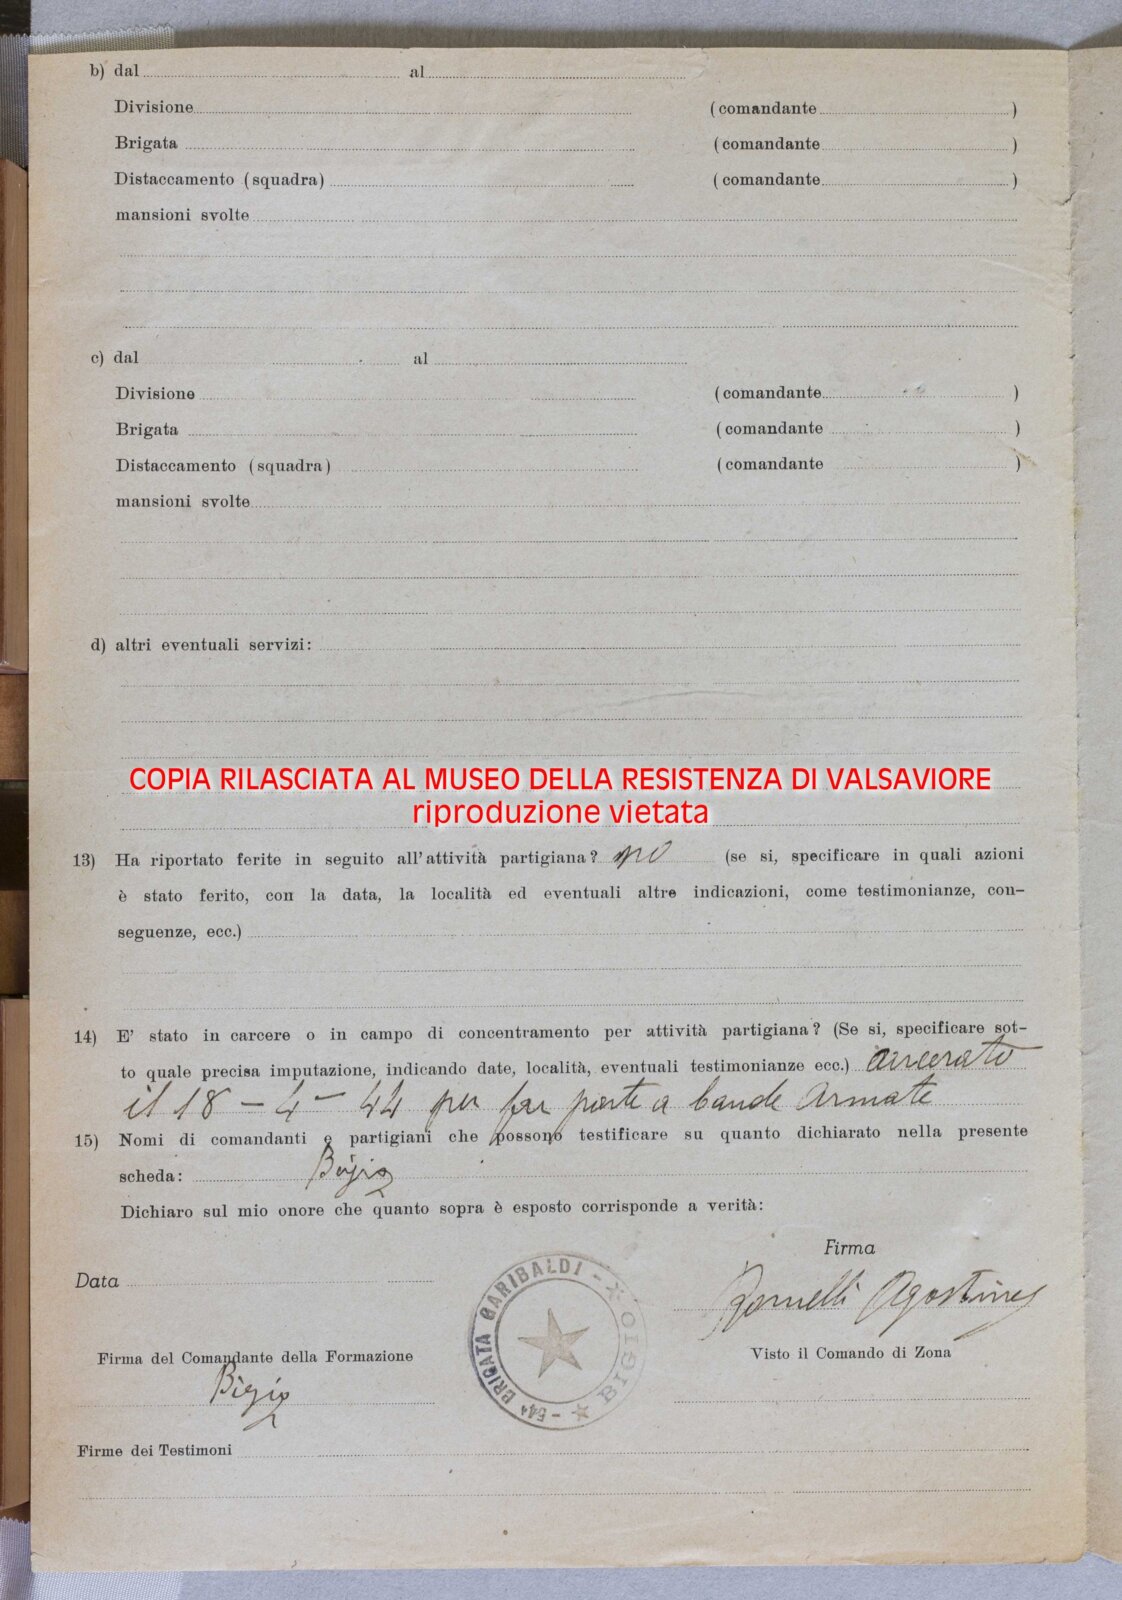 b) dal al
Divisione (comandante )
Brigata (comandante )
Distaccamento (squadra) (comandante )
mansioni svolte
c) dal al
Divisione (comandante )
Brigata (comandante )
Distaccamento (squadra) (comandante )
mansioni svolte
d) altri eventuali servizi:
COPIA RILASCIATA AL MUSEO DELLA RESISTENZA DI VALSAVIORE
riproduzione vietata
13) Ha riportato ferite in seguito all'attività partigiana? no (se si, specificare in quali azioni
è stato ferito, con la data, la località ed eventuali altre indicazioni, come testimonianze, con-
seguenze, ecc.)
14) E' stato in carcere o in campo di concentramento per attività partigiana? (Se si, specificare sot-
to quale precisa imputazione, indicando date, località, eventuali testimonianze ecc.) arcerato
il 18 - 4 - 44 per far parte a bande Armate
15) Nomi di comandanti e partigiani che possono testificare su quanto dichiarato nella presente
scheda: Bigio
Dichiaro sul mio onore che quanto sopra è esposto corrisponde a verità:
Firma
Data
Agostino
54ª BRIGATA GARIBALDI - BIGIO
Firma del Comandante della Formazione
Visto il Comando di Zona
Bigio
Firme dei Testimoni